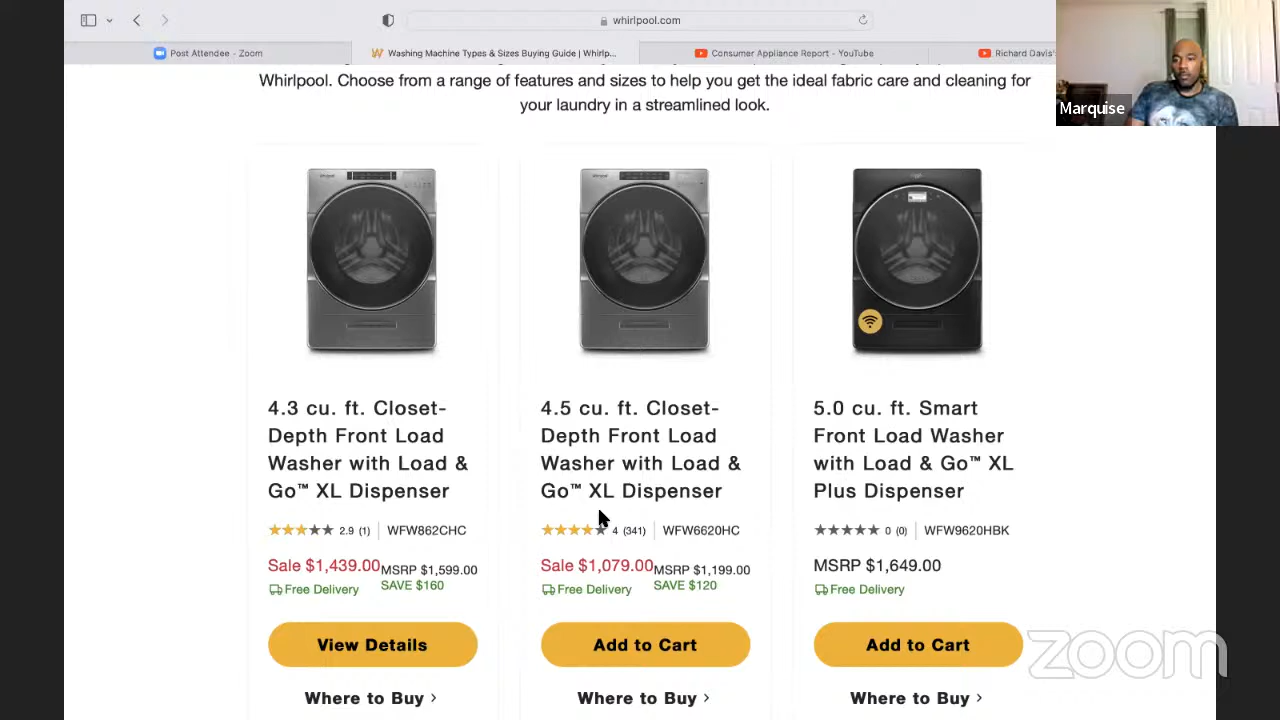 whirlpool.com
Post Attendee - Zoom
Washing Machine Types & Sizes Buying Guide | Whirlp...
Consumer Appliance Report - YouTube
Richard Davis'
Marquise
Whirlpool. Choose from a range of features and sizes to help you get the ideal fabric care and cleaning for
your laundry in a streamlined look.
4.3 cu. ft. Closet-
Depth Front Load
Washer with Load &
Go™ XL Dispenser
2.9 (1) | WFW862CHC
Sale $1,439.00 MSRP $1,599.00
Free Delivery SAVE $160
View Details
Where to Buy ›
4.5 cu. ft. Closet-
Depth Front Load
Washer with Load &
Go™ XL Dispenser
4 (341) | WFW6620HC
Sale $1,079.00 MSRP $1,199.00
Free Delivery SAVE $120
Add to Cart
Where to Buy ›
5.0 cu. ft. Smart
Front Load Washer
with Load & Go™ XL
Plus Dispenser
0 (0) | WFW9620HBK
MSRP $1,649.00
Free Delivery
Add to Cart
Where to Buy ›
zoom